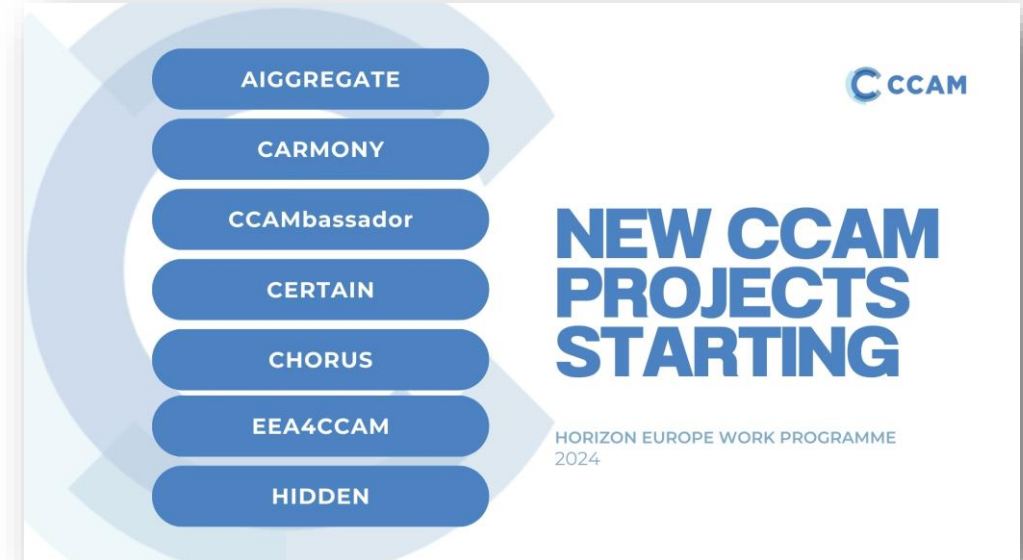 AIGGREGATE
CARMONY
CCAMbassador
CERTAIN
CHORUS
EEA4CCAM
HIDDEN
CCAM
NEW CCAM
PROJECTS
STARTING
HORIZON EUROPE WORK PROGRAMME
2024